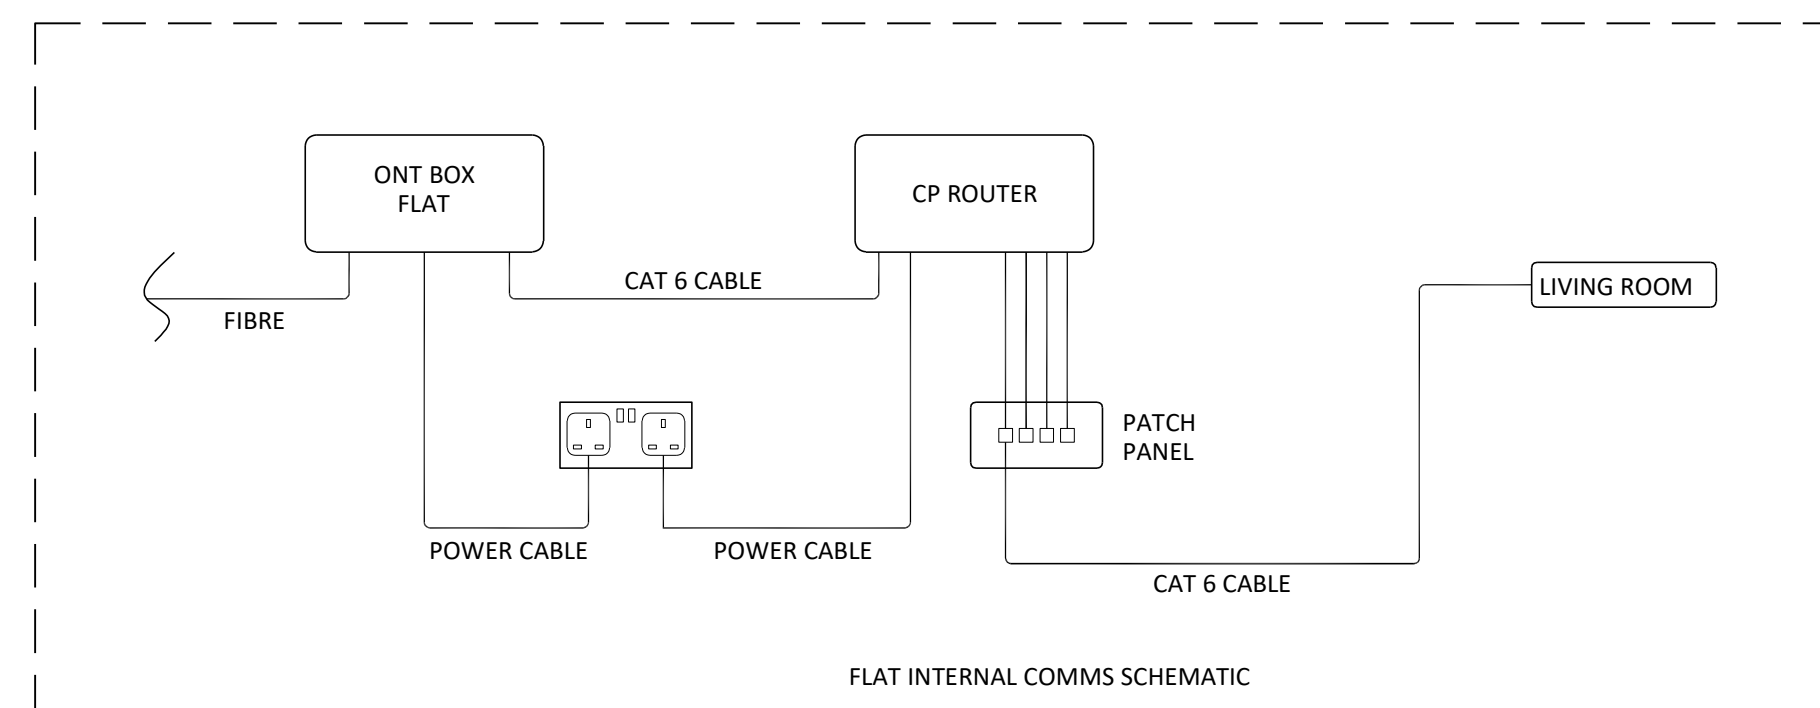 ONT BOX
FLAT
CP ROUTER
CAT 6 CABLE
LIVING ROOM
FIBRE
PATCH
PANEL
POWER CABLE
POWER CABLE
CAT 6 CABLE
FLAT INTERNAL COMMS SCHEMATIC